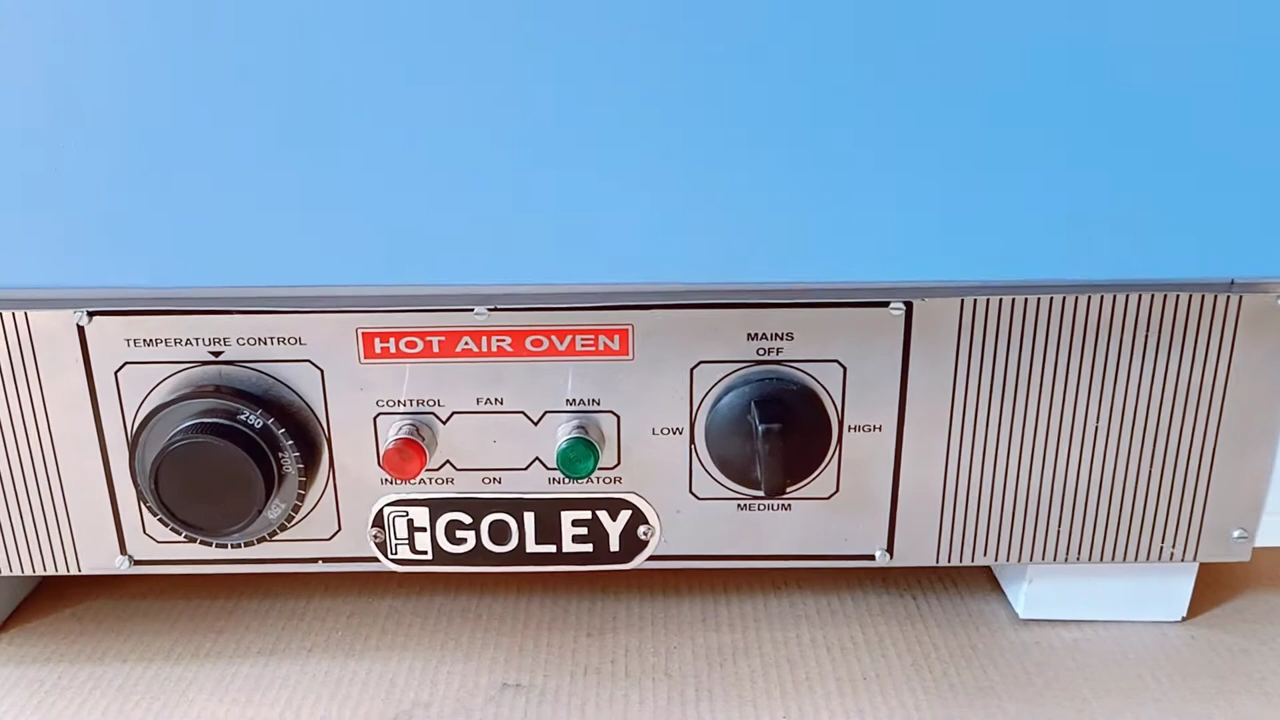 TEMPERATURE CONTROL
HOT AIR OVEN
MAINS
OFF
CONTROL
FAN
MAIN
LOW
HIGH
INDICATOR
ON
INDICATOR
MEDIUM
250
200
150
GOLEY